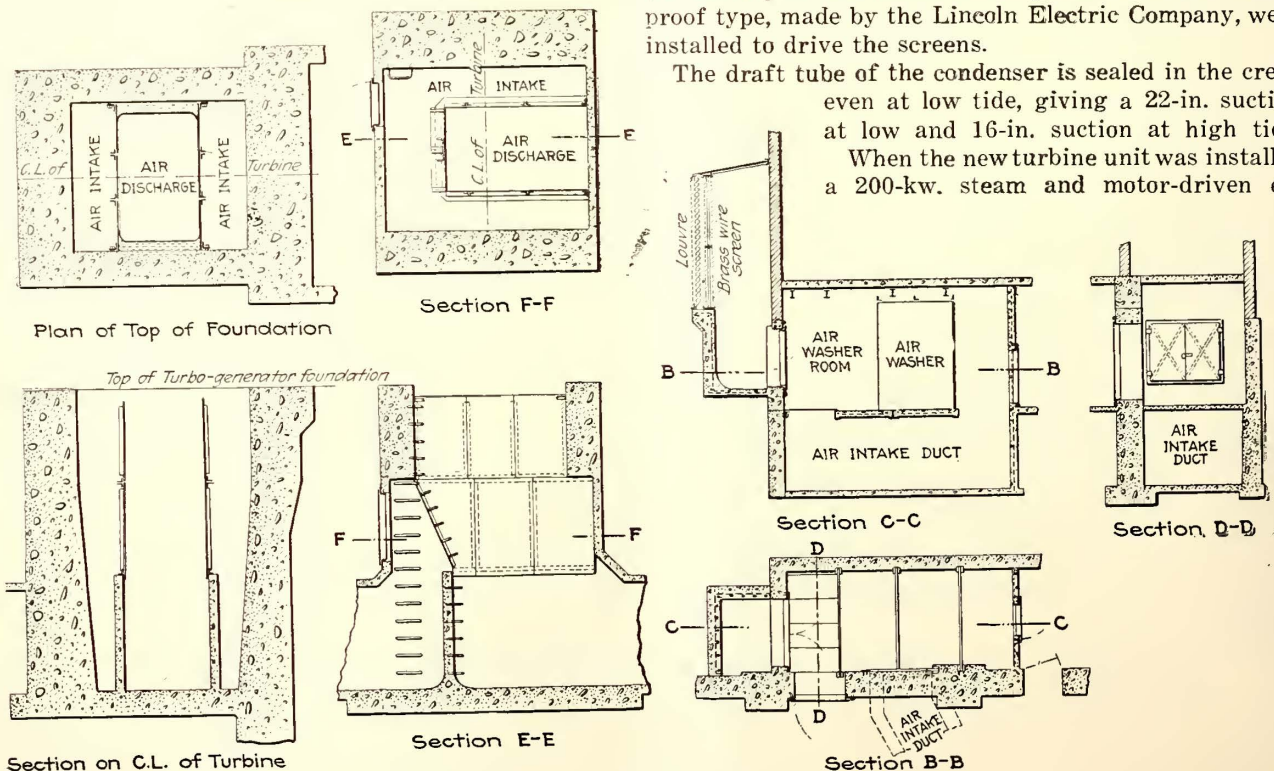 proof type, made by the Lincoln Electric Company,
installed to drive the screens.
The draft tube of the condenser is sealed in the
even at low tide, giving a 22-in.
at low and 16-in. suction at high
When the new turbine unit was
a 200-kw. steam and motor-driven
C.L. of Turbine
AIR INTAKE
AIR DISCHARGE
AIR INTAKE
Plan of Top of Foundation
AIR INTAKE
C.L. of Turbine
AIR DISCHARGE
E E
Section F-F
Louvre
Brass wire screen
AIR WASHER ROOM
AIR WASHER
B B
AIR INTAKE DUCT
Section C-C
AIR INTAKE DUCT
Section D-D
Top of Turbo-generator foundation
Section on C.L. of Turbine
F F
Section E-E
D
C C
D
AIR INTAKE DUCT
Section B-B